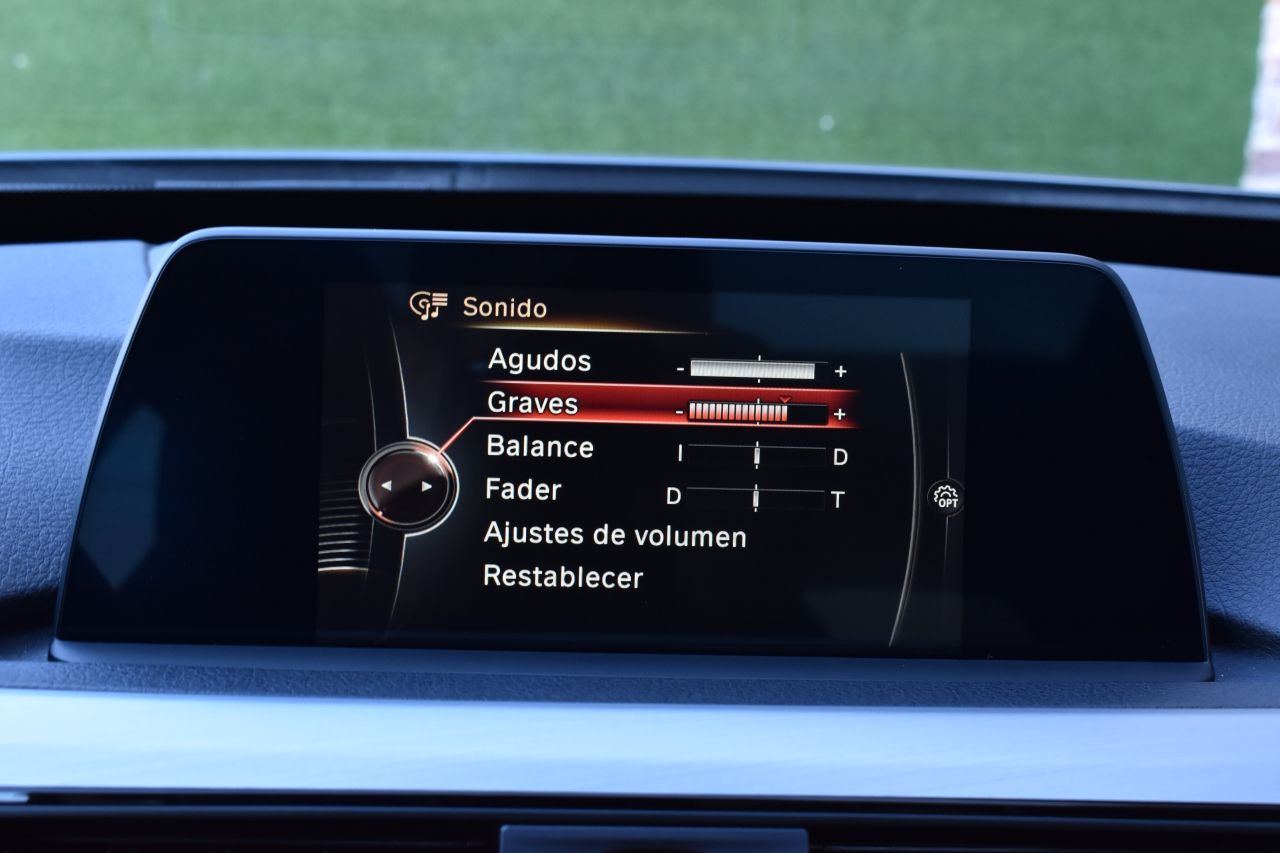 Sonido
Agudos - +
Graves - +
Balance I D
Fader D T
Ajustes de volumen
Restablecer
OPT